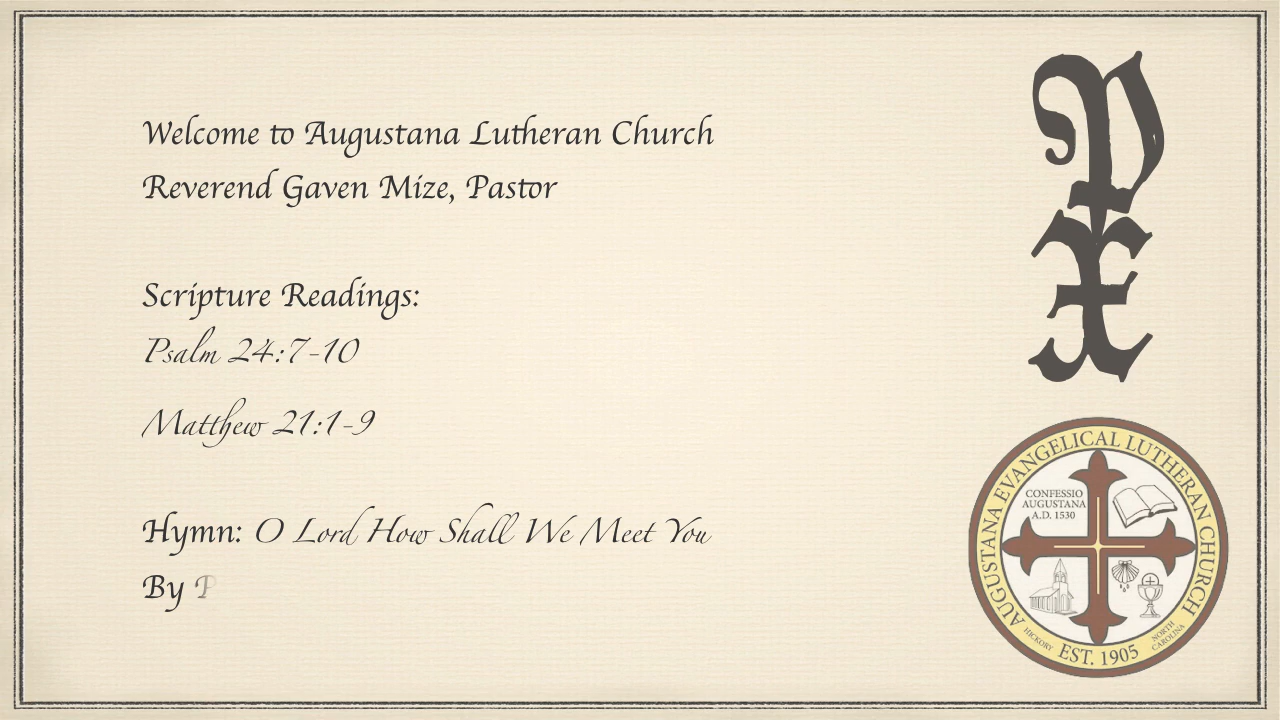 Welcome to Augustana Lutheran Church
Reverend Gaven Mize, Pastor
Scripture Readings:
Psalm 24:7-10
Matthew 21:1-9
Hymn: O Lord How Shall We Meet You
By P
AUGUSTANA EVANGELICAL LUTHERAN CHURCH
CONFESSIO
AUGUSTANA
A.D. 1530
HICKORY
NORTH
CAROLINA
EST. 1905